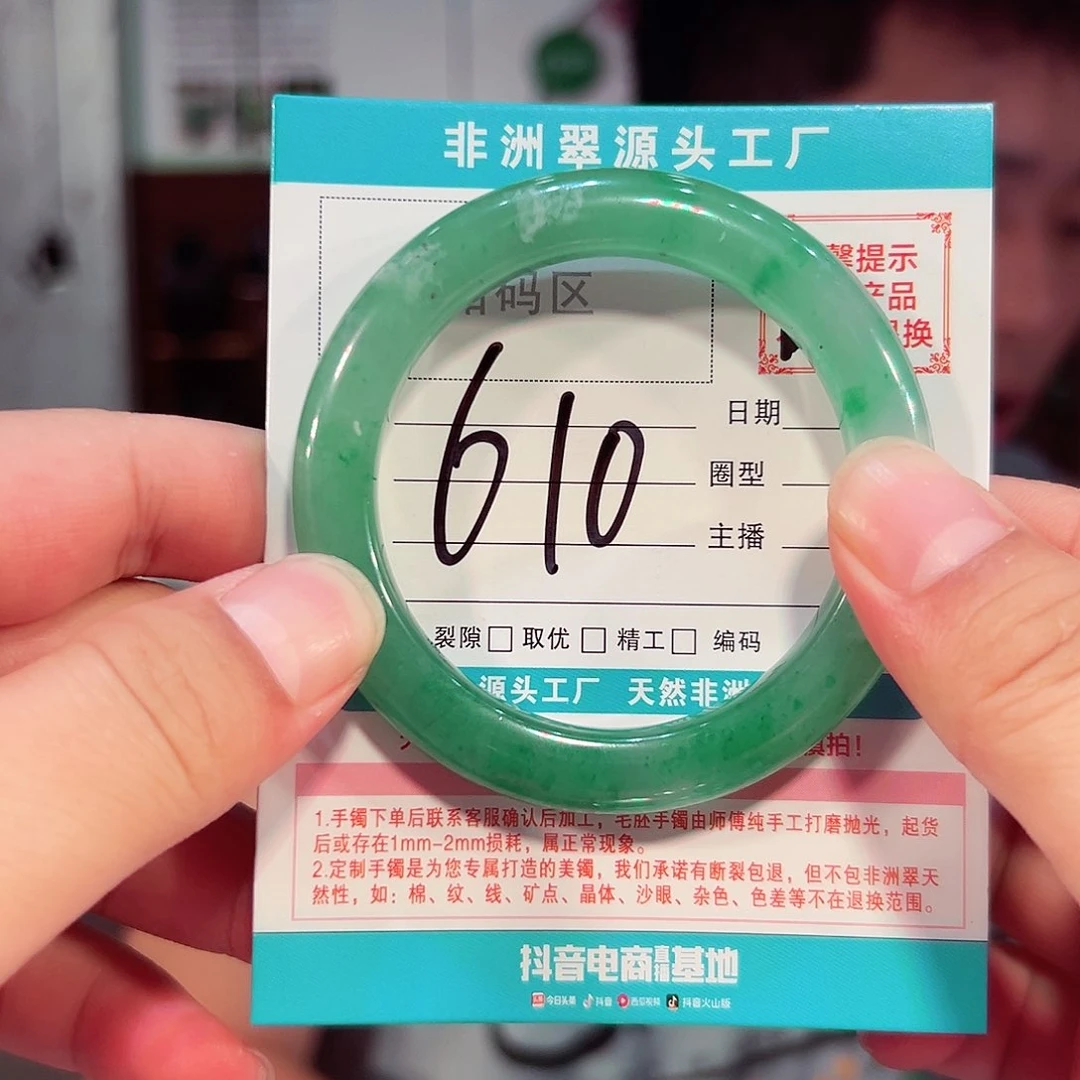 非洲翠源头工厂
码区
提示
产品
换
610
日期
圈型
主播
裂隙 取优 精工 编码
源头工厂 天然非洲
慎拍!
1.手镯下单后联系客服确认后加工，毛胚手镯由师傅纯手工打磨抛光，起货
后或存在1mm-2mm损耗，属正常现象。
2.定制手镯是为您专属打造的美镯，我们承诺有断裂包退，但不包非洲翠天
然性，如：棉、纹、线、矿点、晶体、沙眼、杂色、色差等不在退换范围。
抖音电商直播基地
今日头条 抖音 西瓜视频 抖音火山版